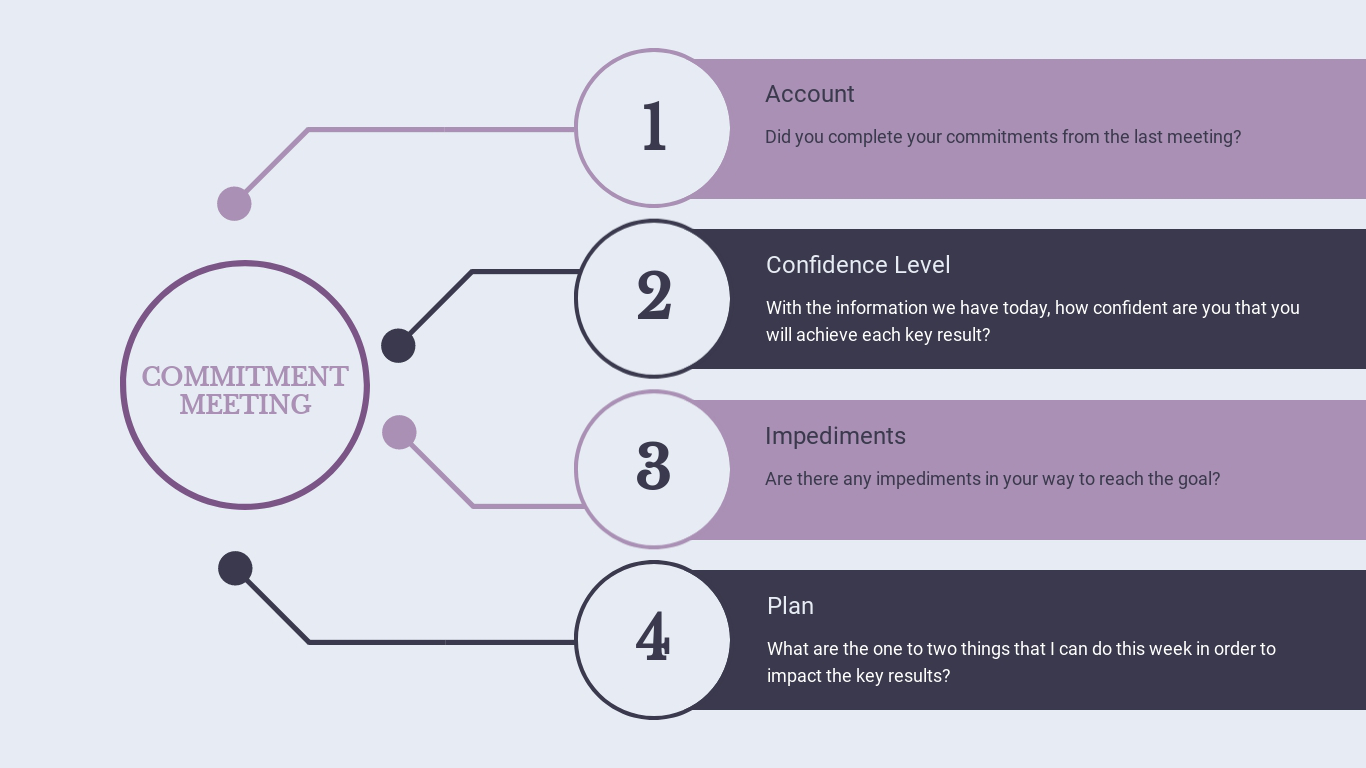 COMMITMENT
MEETING
1
Account
Did you complete your commitments from the last meeting?
2
Confidence Level
With the information we have today, how confident are you that you
will achieve each key result?
3
Impediments
Are there any impediments in your way to reach the goal?
4
Plan
What are the one to two things that I can do this week in order to
impact the key results?